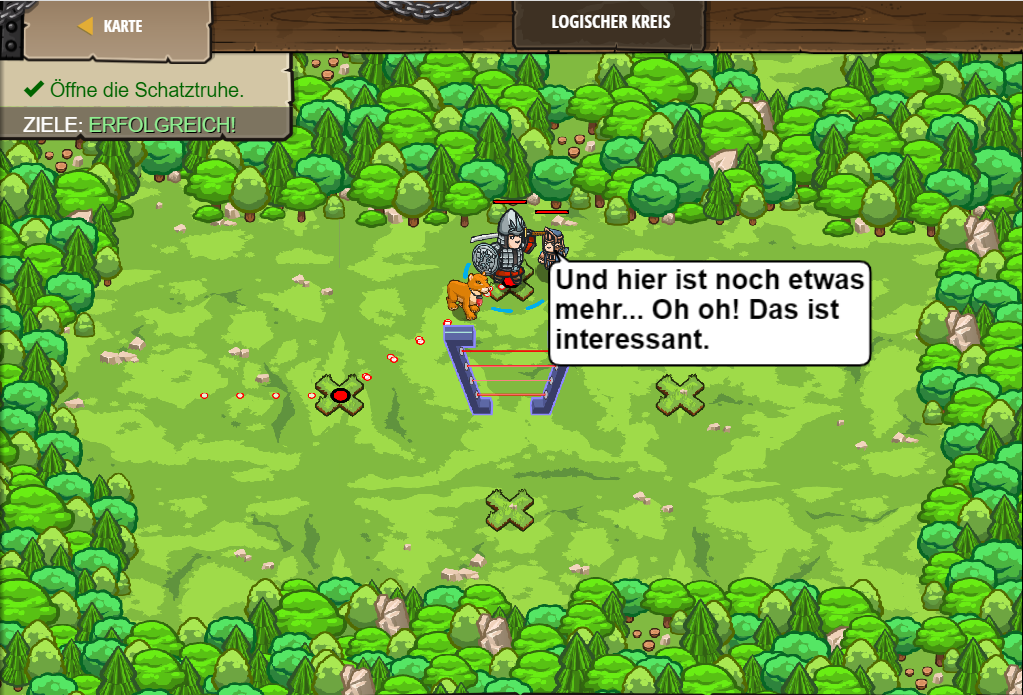 KARTE
LOGISCHER KREIS
Öffne die Schatztruhe.
ZIELE: ERFOLGREICH!
Und hier ist noch etwas
mehr... Oh oh! Das ist
interessant.